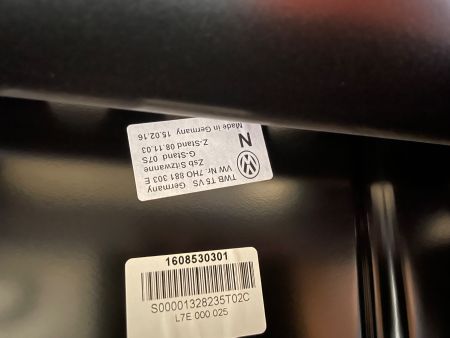 TWB T5 VS Germany
VW Nr. 7HO 881 303 E
Zsb Sitzwanne
G-Stand 07S
Z-Stand 08.11.03
Made in Germany 15.02.16
N
1608530301
S00001328235T02C
L7E 000 025